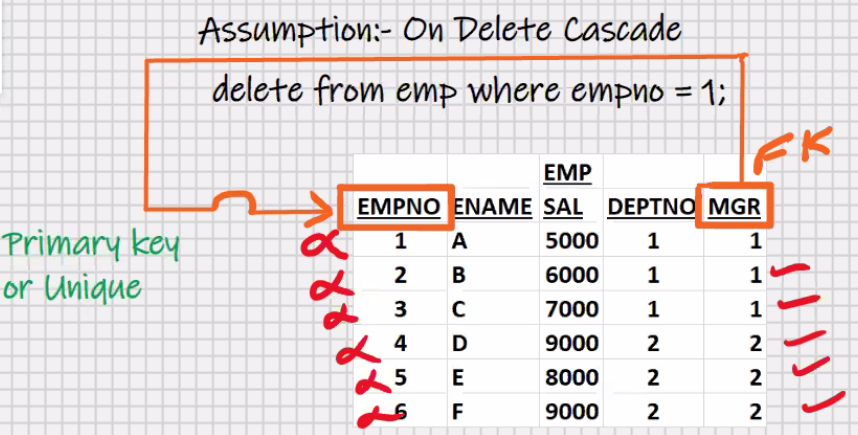 Assumption:- On Delete Cascade
delete from emp where empno = 1;
FK
EMP
EMPNO ENAME SAL DEPTNO MGR
1 A 5000 1 1
2 B 6000 1 1
3 C 7000 1 1
4 D 9000 2 2
5 E 8000 2 2
6 F 9000 2 2
Primary key
or Unique